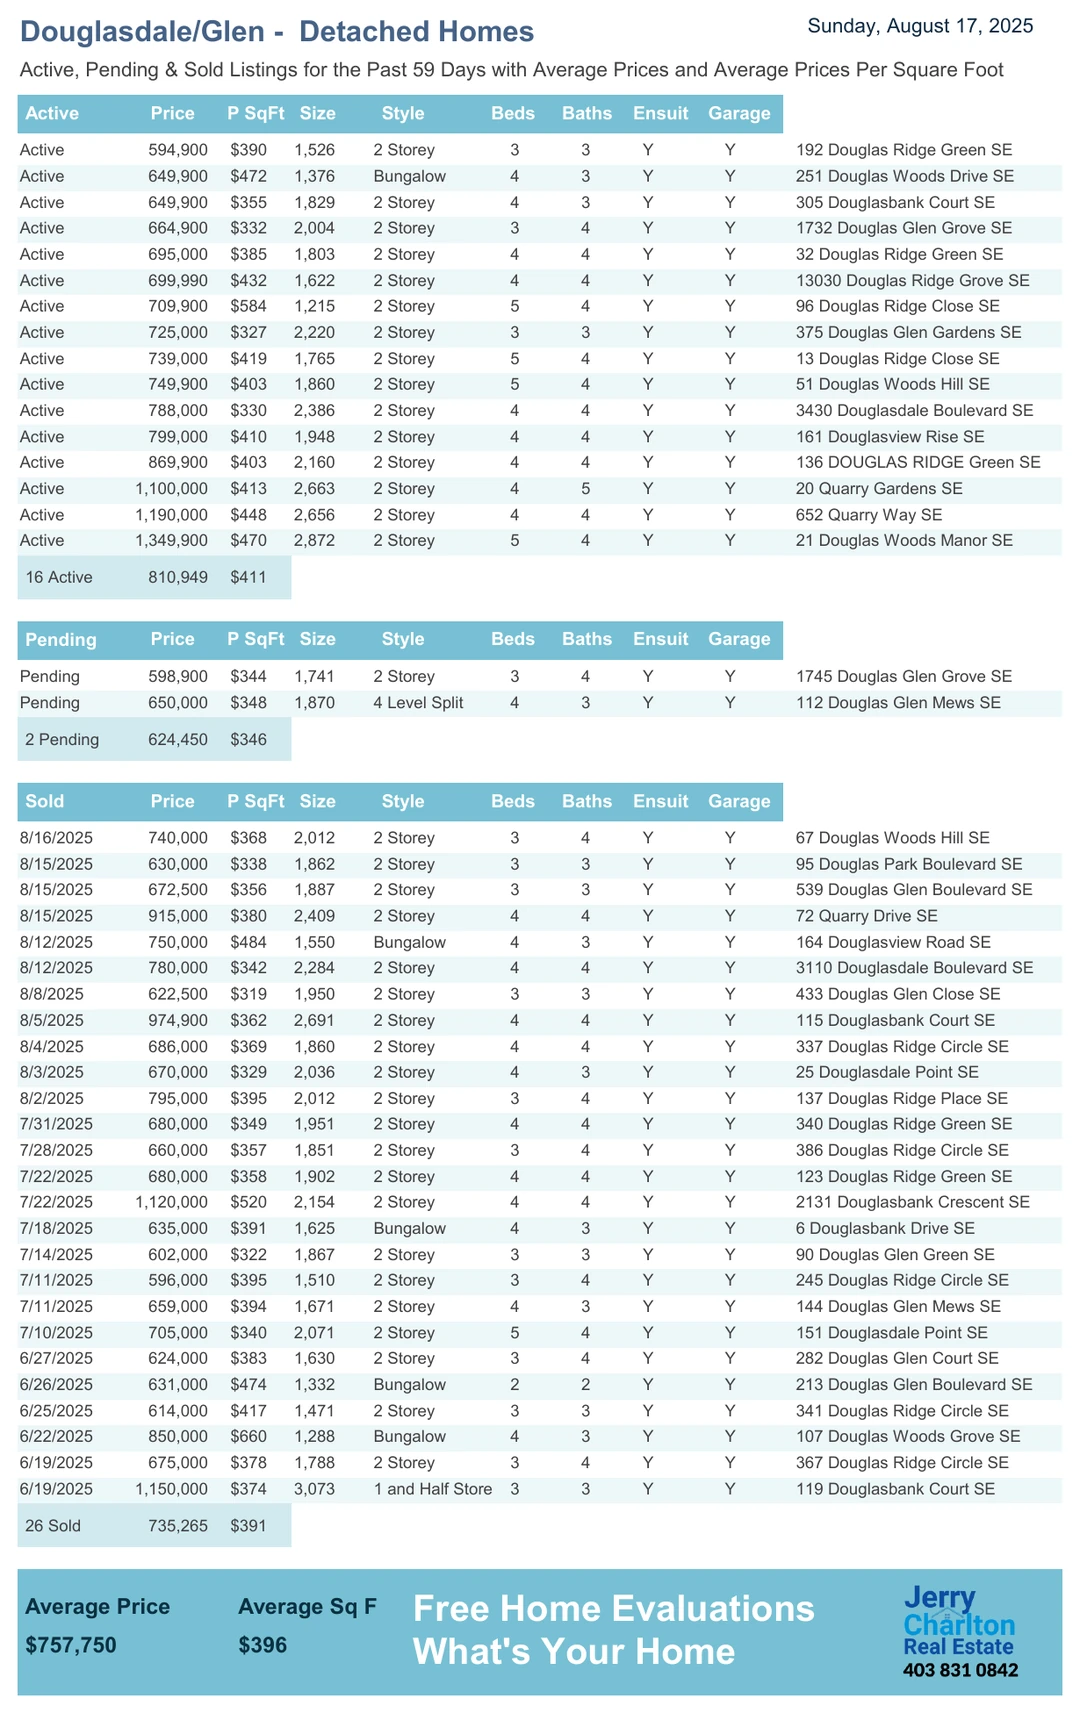 Douglasdale/Glen - Detached Homes
Sunday, August 17, 2025
Active, Pending & Sold Listings for the Past 59 Days with Average Prices and Average Prices Per Square Foot
Active Price P SqFt Size Style Beds Baths Ensuit Garage
Active 594,900 $390 1,526 2 Storey 3 3 Y Y 192 Douglas Ridge Green SE
Active 649,900 $472 1,376 Bungalow 4 3 Y Y 251 Douglas Woods Drive SE
Active 649,900 $355 1,829 2 Storey 4 3 Y Y 305 Douglasbank Court SE
Active 664,900 $332 2,004 2 Storey 3 4 Y Y 1732 Douglas Glen Grove SE
Active 695,000 $385 1,803 2 Storey 4 4 Y Y 32 Douglas Ridge Green SE
Active 699,990 $432 1,622 2 Storey 4 4 Y Y 13030 Douglas Ridge Grove SE
Active 709,900 $584 1,215 2 Storey 5 4 Y Y 96 Douglas Ridge Close SE
Active 725,000 $327 2,220 2 Storey 3 3 Y Y 375 Douglas Glen Gardens SE
Active 739,000 $419 1,765 2 Storey 5 4 Y Y 13 Douglas Ridge Close SE
Active 749,900 $403 1,860 2 Storey 5 4 Y Y 51 Douglas Woods Hill SE
Active 788,000 $330 2,386 2 Storey 4 4 Y Y 3430 Douglasdale Boulevard SE
Active 799,000 $410 1,948 2 Storey 4 4 Y Y 161 Douglasview Rise SE
Active 869,900 $403 2,160 2 Storey 4 4 Y Y 136 DOUGLAS RIDGE Green SE
Active 1,100,000 $413 2,663 2 Storey 4 5 Y Y 20 Quarry Gardens SE
Active 1,190,000 $448 2,656 2 Storey 4 4 Y Y 652 Quarry Way SE
Active 1,349,900 $470 2,872 2 Storey 5 4 Y Y 21 Douglas Woods Manor SE
16 Active 810,949 $411
Pending Price P SqFt Size Style Beds Baths Ensuit Garage
Pending 598,900 $344 1,741 2 Storey 3 4 Y Y 1745 Douglas Glen Grove SE
Pending 650,000 $348 1,870 4 Level Split 4 3 Y Y 112 Douglas Glen Mews SE
2 Pending 624,450 $346
Sold Price P SqFt Size Style Beds Baths Ensuit Garage
8/16/2025 740,000 $368 2,012 2 Storey 3 4 Y Y 67 Douglas Woods Hill SE
8/15/2025 630,000 $338 1,862 2 Storey 3 3 Y Y 95 Douglas Park Boulevard SE
8/15/2025 672,500 $356 1,887 2 Storey 3 3 Y Y 539 Douglas Glen Boulevard SE
8/15/2025 915,000 $380 2,409 2 Storey 4 4 Y Y 72 Quarry Drive SE
8/12/2025 750,000 $484 1,550 Bungalow 4 3 Y Y 164 Douglasview Road SE
8/12/2025 780,000 $342 2,284 2 Storey 4 4 Y Y 3110 Douglasdale Boulevard SE
8/8/2025 622,500 $319 1,950 2 Storey 3 3 Y Y 433 Douglas Glen Close SE
8/5/2025 974,900 $362 2,691 2 Storey 4 4 Y Y 115 Douglasbank Court SE
8/4/2025 686,000 $369 1,860 2 Storey 4 4 Y Y 337 Douglas Ridge Circle SE
8/3/2025 670,000 $329 2,036 2 Storey 4 3 Y Y 25 Douglasdale Point SE
8/2/2025 795,000 $395 2,012 2 Storey 3 4 Y Y 137 Douglas Ridge Place SE
7/31/2025 680,000 $349 1,951 2 Storey 4 4 Y Y 340 Douglas Ridge Green SE
7/28/2025 660,000 $357 1,851 2 Storey 3 4 Y Y 386 Douglas Ridge Circle SE
7/22/2025 680,000 $358 1,902 2 Storey 4 4 Y Y 123 Douglas Ridge Green SE
7/22/2025 1,120,000 $520 2,154 2 Storey 4 4 Y Y 2131 Douglasbank Crescent SE
7/18/2025 635,000 $391 1,625 Bungalow 4 3 Y Y 6 Douglasbank Drive SE
7/14/2025 602,000 $322 1,867 2 Storey 3 3 Y Y 90 Douglas Glen Green SE
7/11/2025 596,000 $395 1,510 2 Storey 3 4 Y Y 245 Douglas Ridge Circle SE
7/11/2025 659,000 $394 1,671 2 Storey 4 3 Y Y 144 Douglas Glen Mews SE
7/10/2025 705,000 $340 2,071 2 Storey 5 4 Y Y 151 Douglasdale Point SE
6/27/2025 624,000 $383 1,630 2 Storey 3 4 Y Y 282 Douglas Glen Court SE
6/26/2025 631,000 $474 1,332 Bungalow 2 2 Y Y 213 Douglas Glen Boulevard SE
6/25/2025 614,000 $417 1,471 2 Storey 3 3 Y Y 341 Douglas Ridge Circle SE
6/22/2025 850,000 $660 1,288 Bungalow 4 3 Y Y 107 Douglas Woods Grove SE
6/19/2025 675,000 $378 1,788 2 Storey 3 4 Y Y 367 Douglas Ridge Circle SE
6/19/2025 1,150,000 $374 3,073 1 and Half Store 3 3 Y Y 119 Douglasbank Court SE
26 Sold 735,265 $391
Average Price Average Sq F
$757,750 $396
Free Home Evaluations
What's Your Home
Jerry
Charlton
Real Estate
403 831 0842